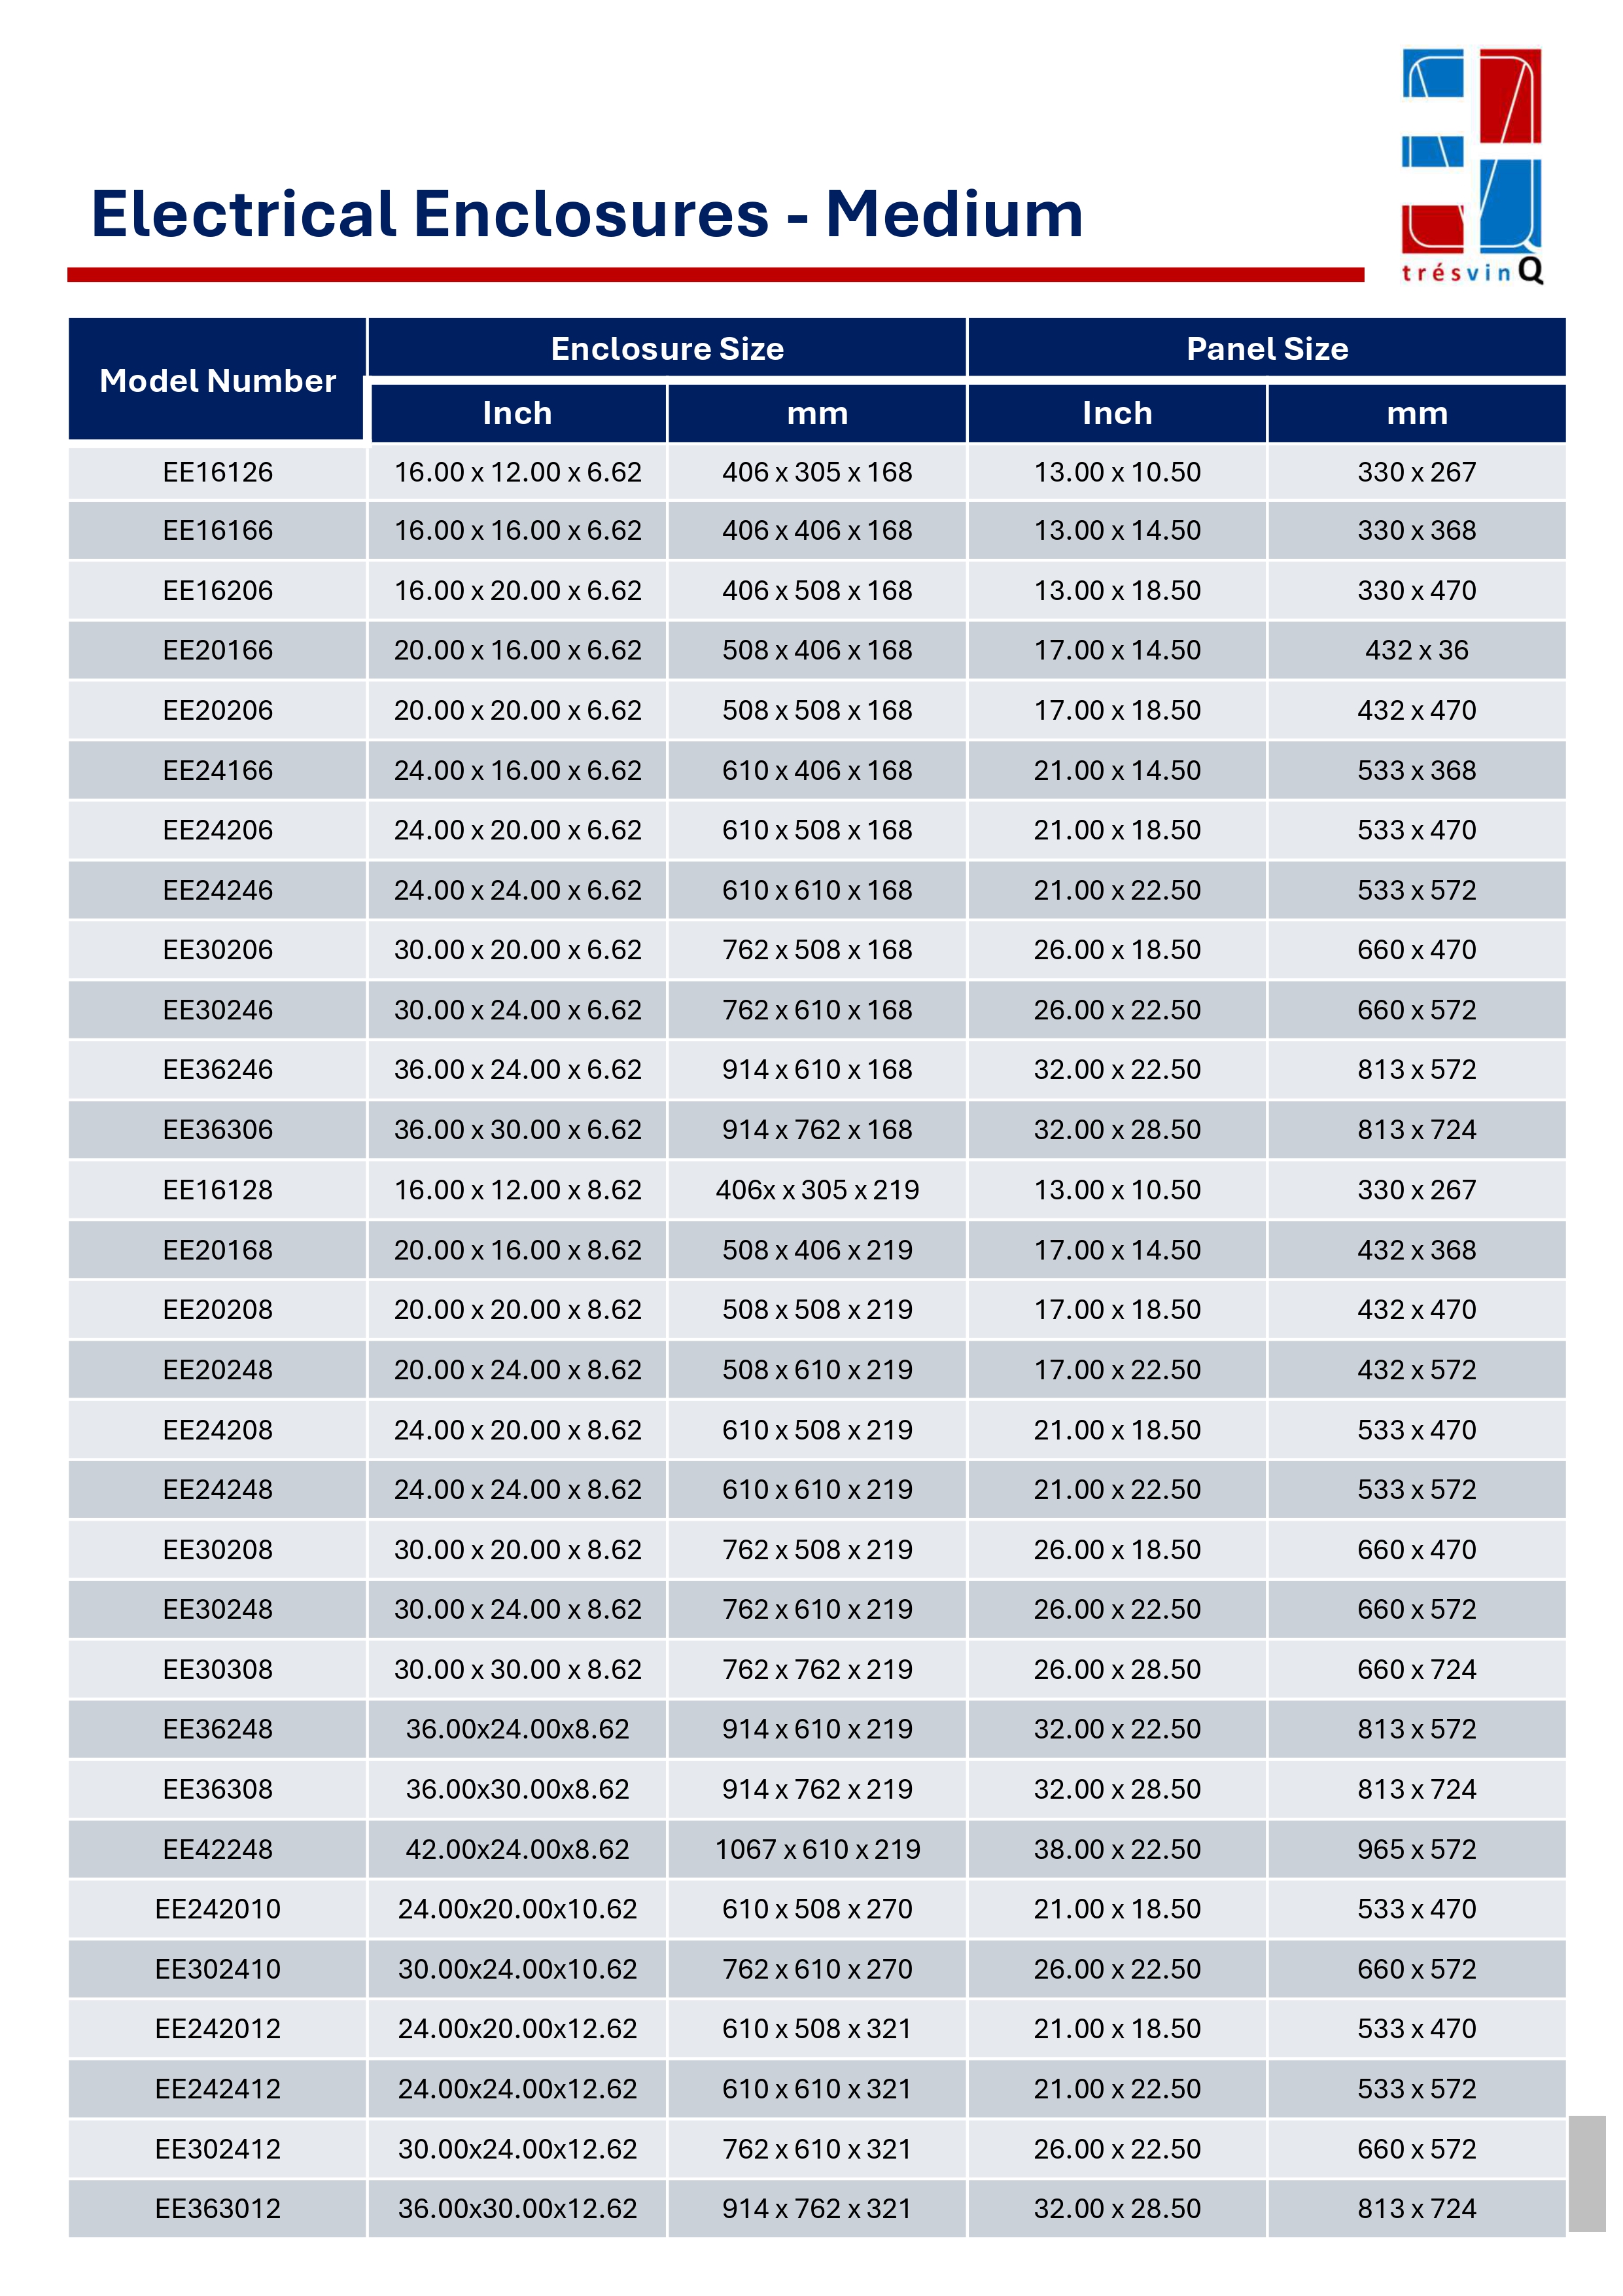 trésvinQ
Electrical Enclosures - Medium
Model Number Enclosure Size Panel Size
Inch mm Inch mm
EE16126 16.00 x 12.00 x 6.62 406 x 305 x 168 13.00 x 10.50 330 x 267
EE16166 16.00 x 16.00 x 6.62 406 x 406 x 168 13.00 x 14.50 330 x 368
EE16206 16.00 x 20.00 x 6.62 406 x 508 x 168 13.00 x 18.50 330 x 470
EE20166 20.00 x 16.00 x 6.62 508 x 406 x 168 17.00 x 14.50 432 x 36
EE20206 20.00 x 20.00 x 6.62 508 x 508 x 168 17.00 x 18.50 432 x 470
EE24166 24.00 x 16.00 x 6.62 610 x 406 x 168 21.00 x 14.50 533 x 368
EE24206 24.00 x 20.00 x 6.62 610 x 508 x 168 21.00 x 18.50 533 x 470
EE24246 24.00 x 24.00 x 6.62 610 x 610 x 168 21.00 x 22.50 533 x 572
EE30206 30.00 x 20.00 x 6.62 762 x 508 x 168 26.00 x 18.50 660 x 470
EE30246 30.00 x 24.00 x 6.62 762 x 610 x 168 26.00 x 22.50 660 x 572
EE36246 36.00 x 24.00 x 6.62 914 x 610 x 168 32.00 x 22.50 813 x 572
EE36306 36.00 x 30.00 x 6.62 914 x 762 x 168 32.00 x 28.50 813 x 724
EE16128 16.00 x 12.00 x 8.62 406x x 305 x 219 13.00 x 10.50 330 x 267
EE20168 20.00 x 16.00 x 8.62 508 x 406 x 219 17.00 x 14.50 432 x 368
EE20208 20.00 x 20.00 x 8.62 508 x 508 x 219 17.00 x 18.50 432 x 470
EE20248 20.00 x 24.00 x 8.62 508 x 610 x 219 17.00 x 22.50 432 x 572
EE24208 24.00 x 20.00 x 8.62 610 x 508 x 219 21.00 x 18.50 533 x 470
EE24248 24.00 x 24.00 x 8.62 610 x 610 x 219 21.00 x 22.50 533 x 572
EE30208 30.00 x 20.00 x 8.62 762 x 508 x 219 26.00 x 18.50 660 x 470
EE30248 30.00 x 24.00 x 8.62 762 x 610 x 219 26.00 x 22.50 660 x 572
EE30308 30.00 x 30.00 x 8.62 762 x 762 x 219 26.00 x 28.50 660 x 724
EE36248 36.00x24.00x8.62 914 x 610 x 219 32.00 x 22.50 813 x 572
EE36308 36.00x30.00x8.62 914 x 762 x 219 32.00 x 28.50 813 x 724
EE42248 42.00x24.00x8.62 1067 x 610 x 219 38.00 x 22.50 965 x 572
EE242010 24.00x20.00x10.62 610 x 508 x 270 21.00 x 18.50 533 x 470
EE302410 30.00x24.00x10.62 762 x 610 x 270 26.00 x 22.50 660 x 572
EE242012 24.00x20.00x12.62 610 x 508 x 321 21.00 x 18.50 533 x 470
EE242412 24.00x24.00x12.62 610 x 610 x 321 21.00 x 22.50 533 x 572
EE302412 30.00x24.00x12.62 762 x 610 x 321 26.00 x 22.50 660 x 572
EE363012 36.00x30.00x12.62 914 x 762 x 321 32.00 x 28.50 813 x 724